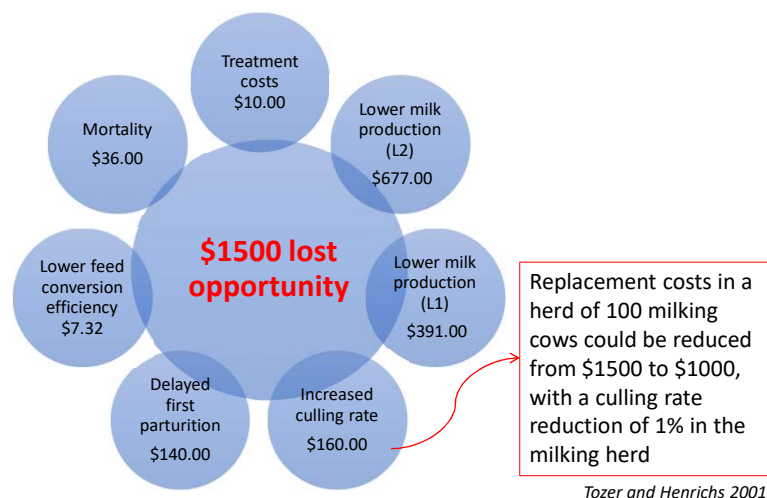 Treatment
costs
$10.00
Lower milk
production
(L2)
$677.00
Lower milk
production
(L1)
$391.00
Increased
culling rate
$160.00
Delayed
first
parturition
$140.00
Lower feed
conversion
efficiency
$7.32
Mortality
$36.00
$1500 lost
opportunity
Replacement costs in a
herd of 100 milking
cows could be reduced
from $1500 to $1000,
with a culling rate
reduction of 1% in the
milking herd
Tozer and Henrichs 2001